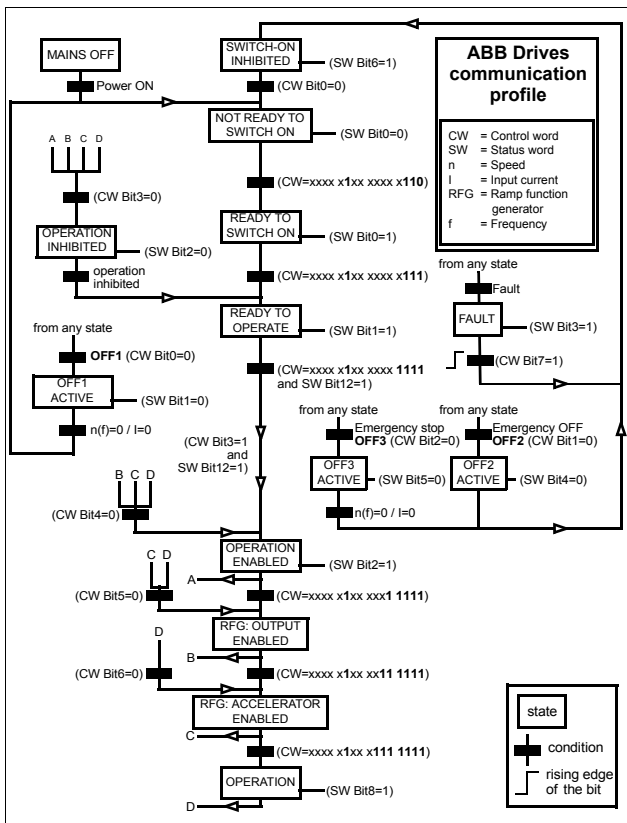 MAINS OFF
Power ON
SWITCH-ON
INHIBITED
(SW Bit6=1)
(CW Bit0=0)
NOT READY TO
SWITCH ON
(SW Bit0=0)
(CW=xxxx x1xx xxxx x110)
READY TO
SWITCH ON
(SW Bit0=1)
(CW=xxxx x1xx xxxx x111)
READY TO
OPERATE
(SW Bit1=1)
(CW=xxxx x1xx xxxx 1111
and SW Bit12=1)
ABB Drives
communication
profile
CW = Control word
SW = Status word
n = Speed
I = Input current
RFG = Ramp function
generator
f = Frequency
A B C D
(CW Bit3=0)
OPERATION
INHIBITED
(SW Bit2=0)
operation
inhibited
from any state
OFF1 (CW Bit0=0)
OFF1
ACTIVE
(SW Bit1=0)
n(f)=0 / I=0
from any state
Fault
FAULT
(SW Bit3=1)
(CW Bit7=1)
from any state
Emergency stop
OFF3 (CW Bit2=0)
OFF3
ACTIVE
(SW Bit5=0)
n(f)=0 / I=0
from any state
Emergency OFF
OFF2 (CW Bit1=0)
OFF2
ACTIVE
(SW Bit4=0)
(CW Bit3=1
and
SW Bit12=1)
B C D
(CW Bit4=0)
OPERATION
ENABLED
(SW Bit2=1)
A
(CW=xxxx x1xx xxx1 1111)
C D
(CW Bit5=0)
RFG: OUTPUT
ENABLED
B
(CW=xxxx x1xx xx11 1111)
D
(CW Bit6=0)
RFG: ACCELERATOR
ENABLED
C
(CW=xxxx x1xx x111 1111)
OPERATION
(SW Bit8=1)
D
state
condition
rising edge
of the bit